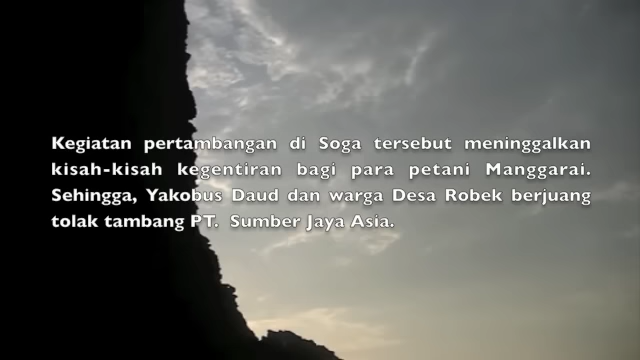 Kegiatan pertambangan di Soga tersebut meninggalkan
kisah-kisah kegentiran bagi para petani Manggarai.
Sehingga, Yakobus Daud dan warga Desa Robek berjuang
tolak tambang PT. Sumber Jaya Asia.